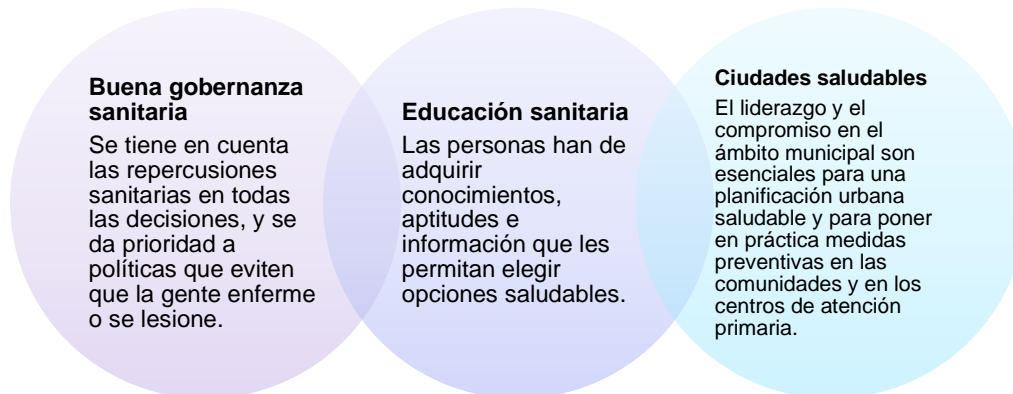 Buena gobernanza
sanitaria
Se tiene en cuenta
las repercusiones
sanitarias en todas
las decisiones, y se
da prioridad a
políticas que eviten
que la gente enferme
o se lesione.
Educación sanitaria
Las personas han de
adquirir
conocimientos,
aptitudes e
información que les
permitan elegir
opciones saludables.
Ciudades saludables
El liderazgo y el
compromiso en el
ámbito municipal son
esenciales para una
planificación urbana
saludable y para poner
en práctica medidas
preventivas en las
comunidades y en los
centros de atención
primaria.